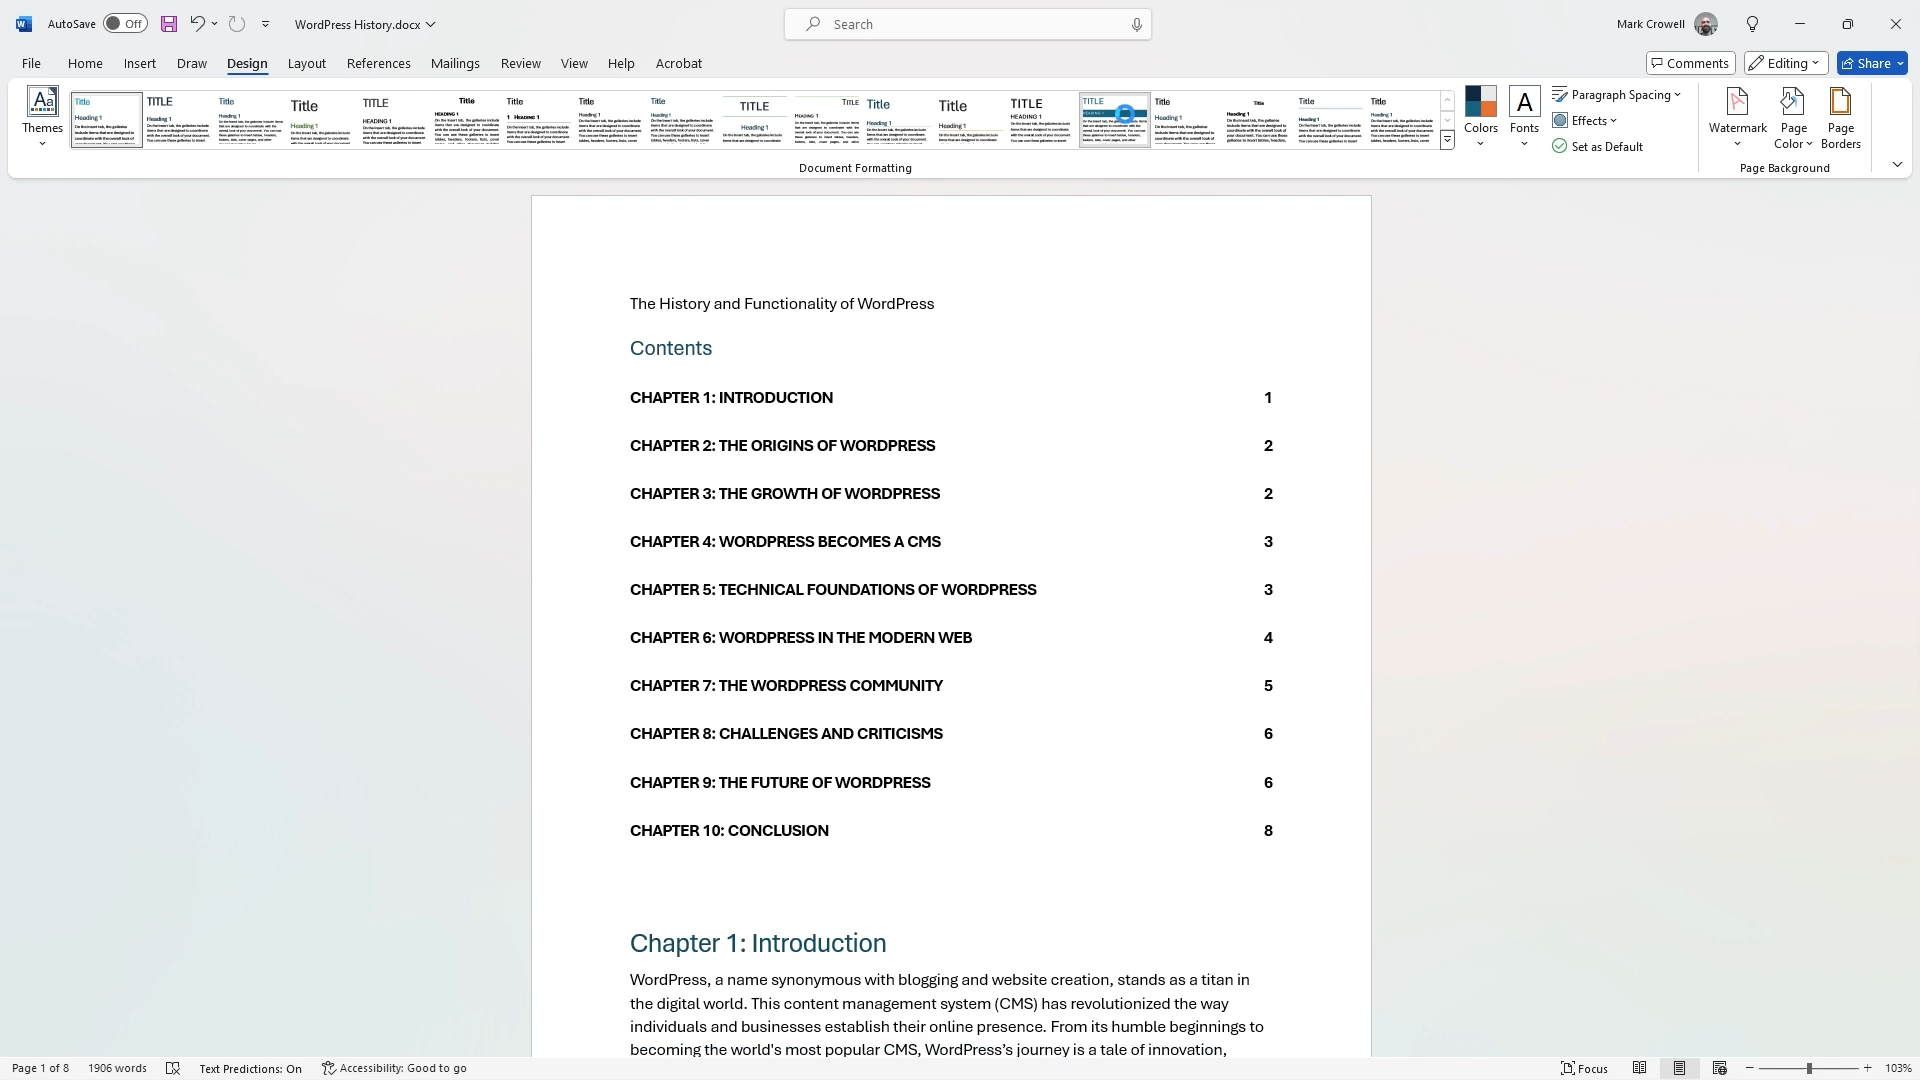 AutoSave Off WordPress History.docx Search Mark Crowell
File Home Insert Draw Design Layout References Mailings Review View Help Acrobat Comments Editing Share
Themes
Title
Heading 1
TITLE
HEADING 1
Colors Fonts
Paragraph Spacing
Effects
Set as Default
Watermark
Page Color
Page Borders
Document Formatting Page Background
The History and Functionality of WordPress
Contents
CHAPTER 1: INTRODUCTION 1
CHAPTER 2: THE ORIGINS OF WORDPRESS 2
CHAPTER 3: THE GROWTH OF WORDPRESS 2
CHAPTER 4: WORDPRESS BECOMES A CMS 3
CHAPTER 5: TECHNICAL FOUNDATIONS OF WORDPRESS 3
CHAPTER 6: WORDPRESS IN THE MODERN WEB 4
CHAPTER 7: THE WORDPRESS COMMUNITY 5
CHAPTER 8: CHALLENGES AND CRITICISMS 6
CHAPTER 9: THE FUTURE OF WORDPRESS 6
CHAPTER 10: CONCLUSION 8
Chapter 1: Introduction
WordPress, a name synonymous with blogging and website creation, stands as a titan in
the digital world. This content management system (CMS) has revolutionized the way
individuals and businesses establish their online presence. From its humble beginnings to
becoming the world's most popular CMS, WordPress’s journey is a tale of innovation,
Page 1 of 8 1906 words Text Predictions: On Accessibility: Good to go Focus 103%